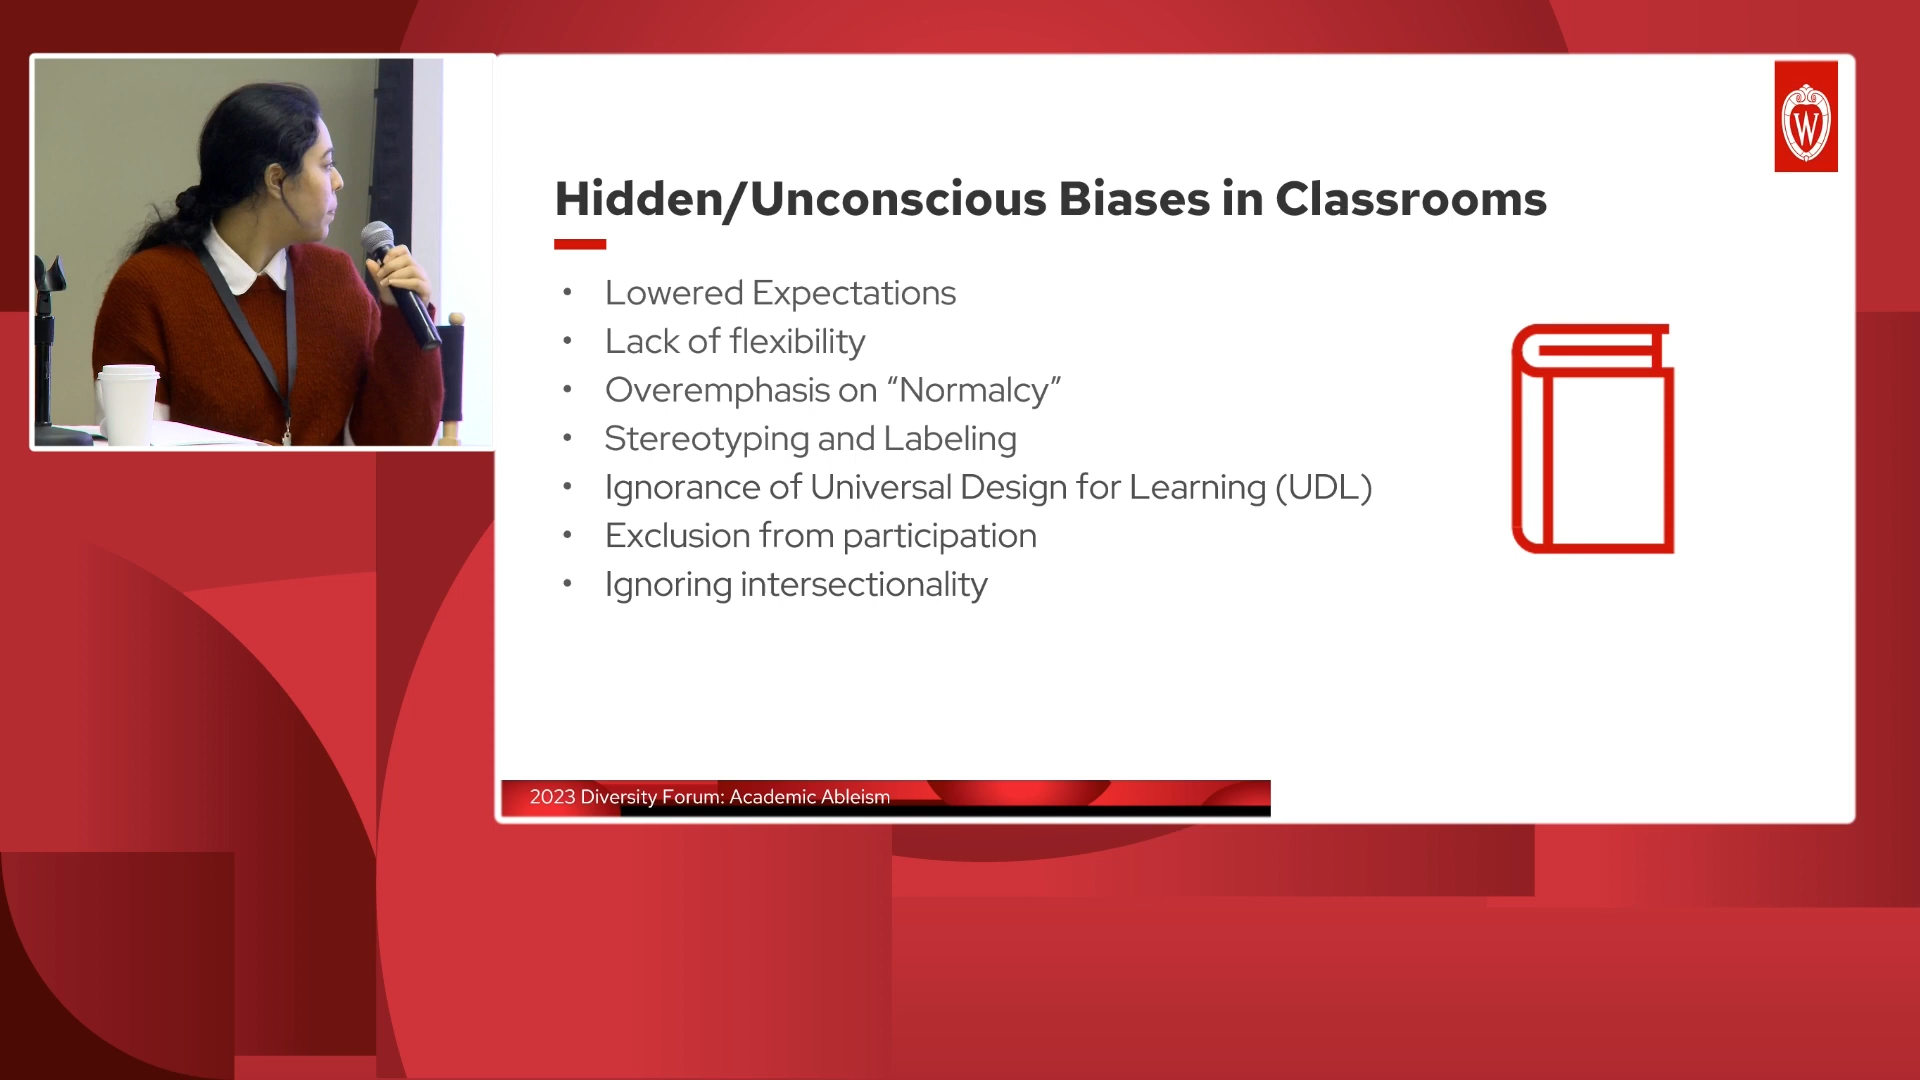 W
Hidden/Unconscious Biases in Classrooms
• Lowered Expectations
• Lack of flexibility
• Overemphasis on “Normalcy”
• Stereotyping and Labeling
• Ignorance of Universal Design for Learning (UDL)
• Exclusion from participation
• Ignoring intersectionality
2023 Diversity Forum: Academic Ableism